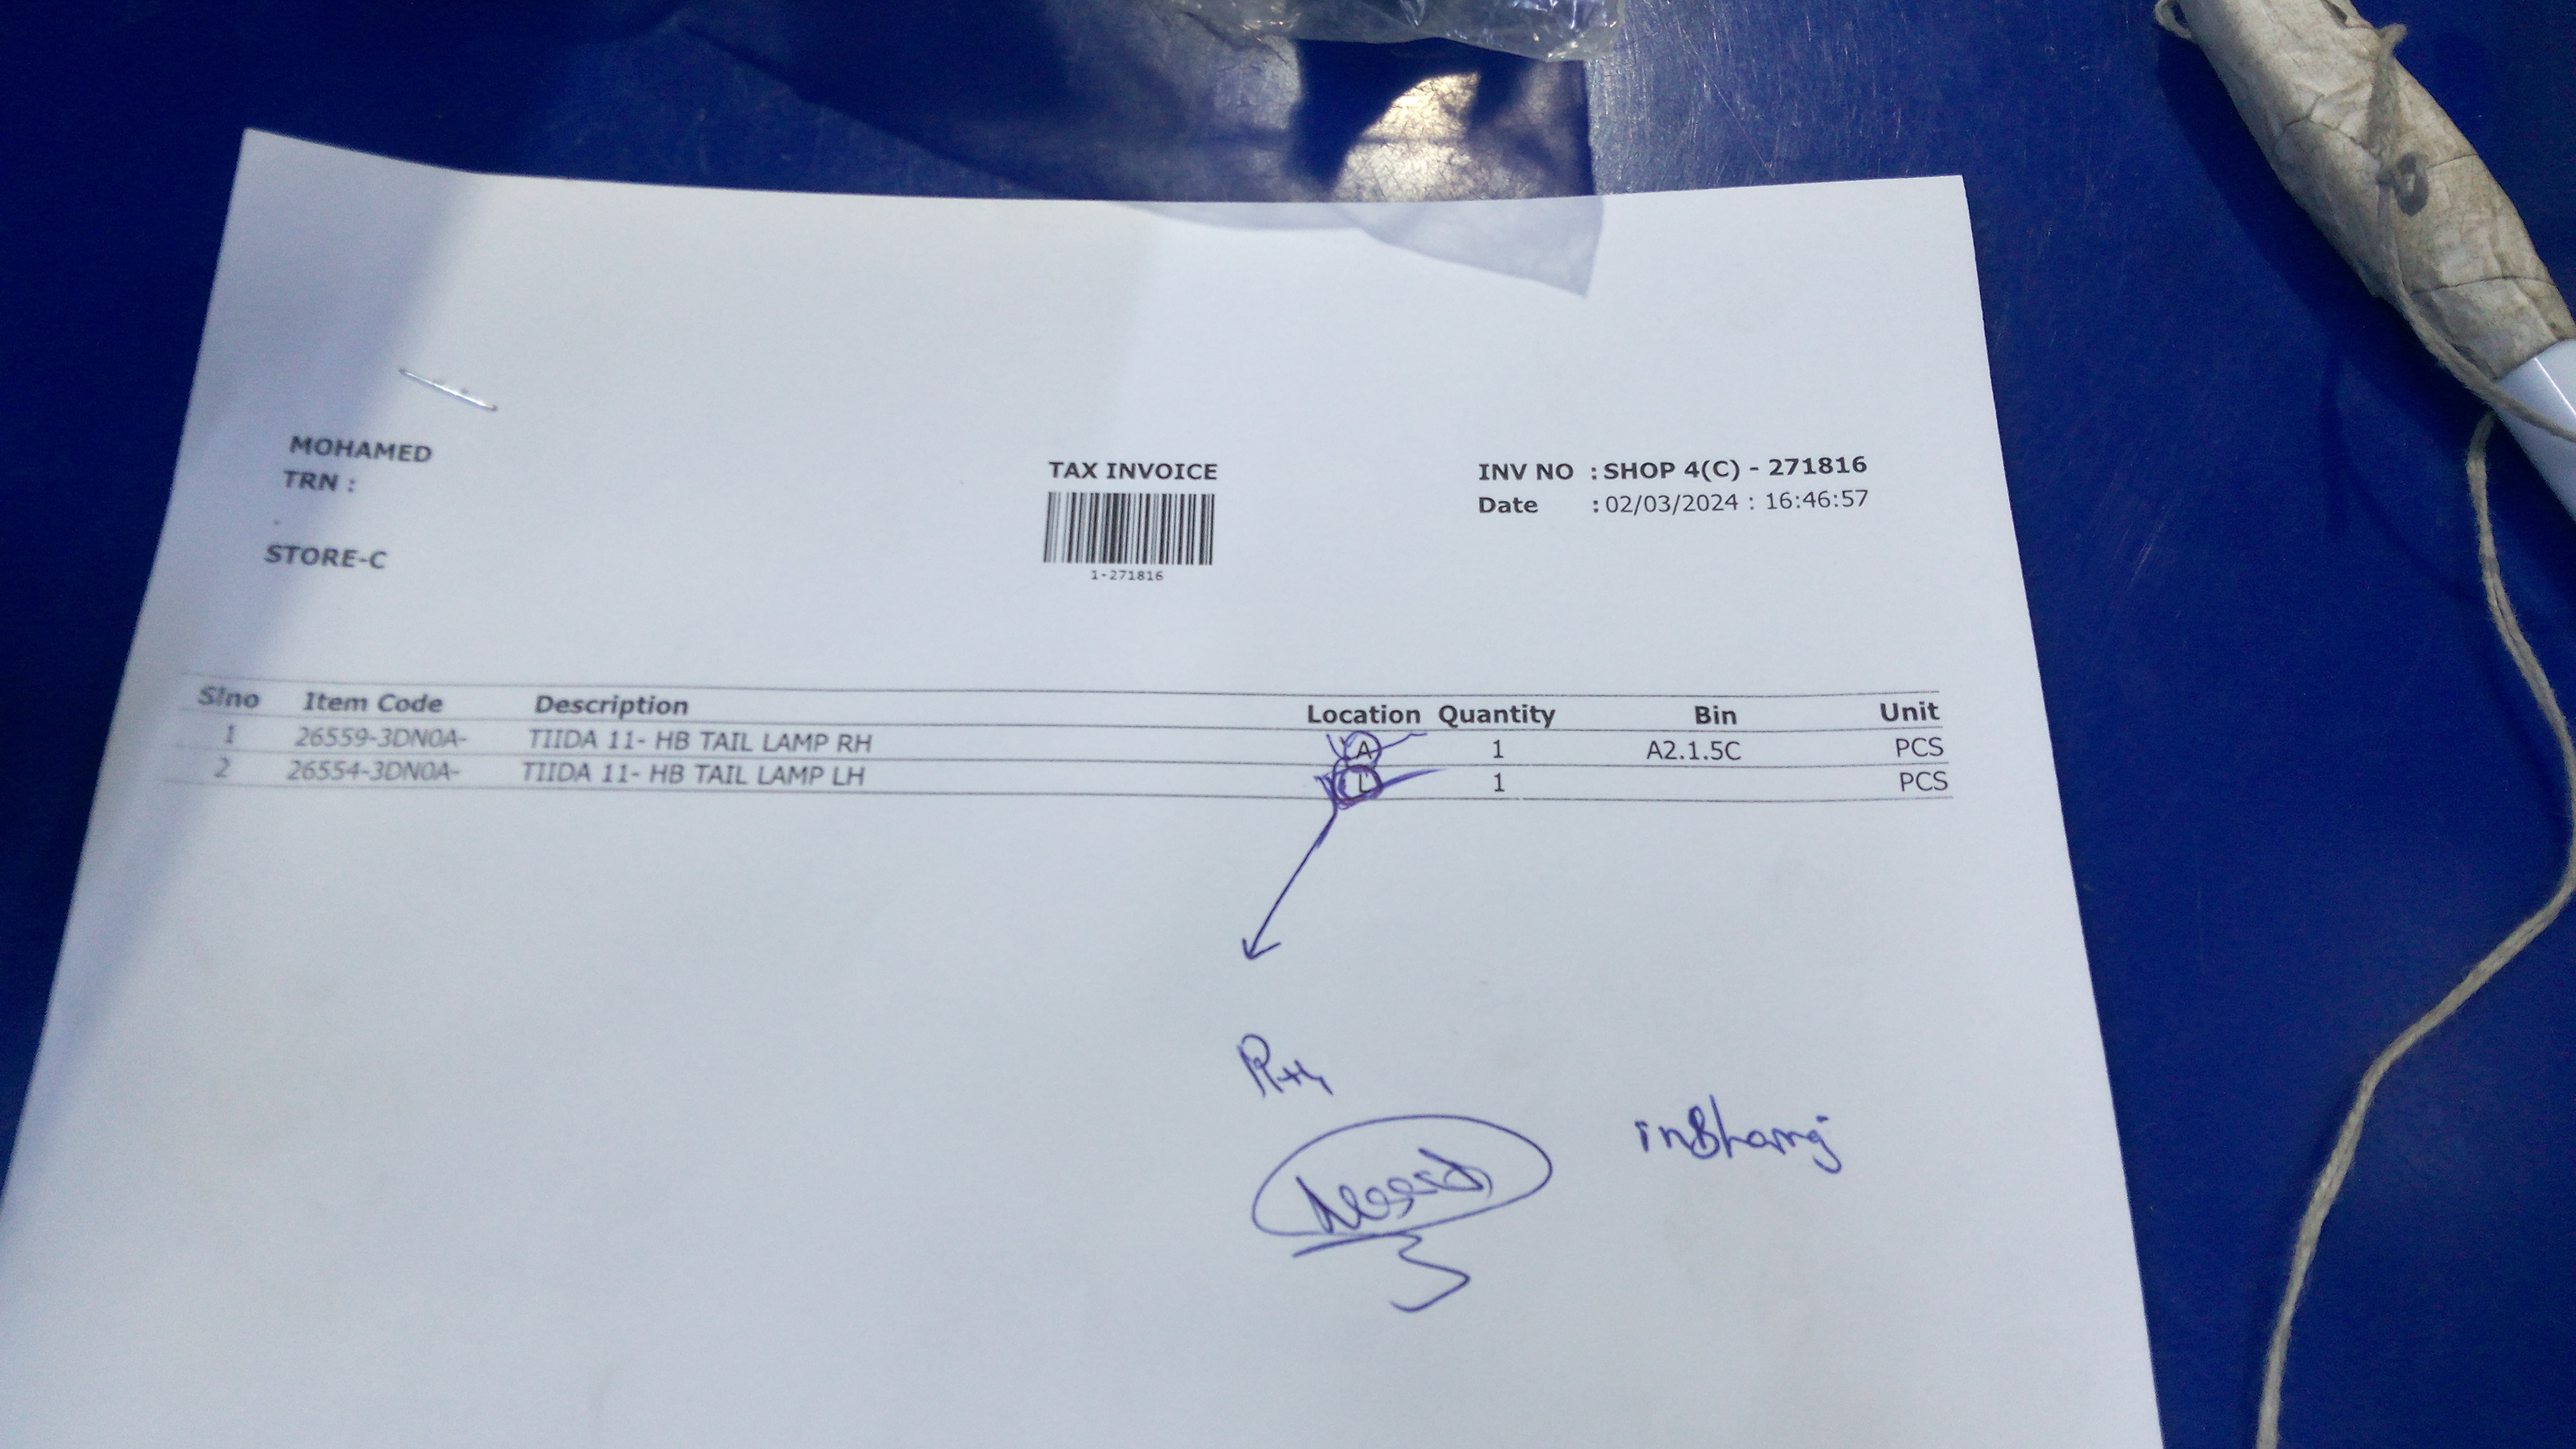 MOHAMED
TRN :
.
STORE-C
TAX INVOICE
1-271816
INV NO : SHOP 4(C) - 271816
Date : 02/03/2024 : 16:46:57
Slno Item Code Description Location Quantity Bin Unit
1 26559-3DN0A- TIIDA 11- HB TAIL LAMP RH A 1 A2.1.5C PCS
2 26554-3DN0A- TIIDA 11- HB TAIL LAMP LH L 1 PCS